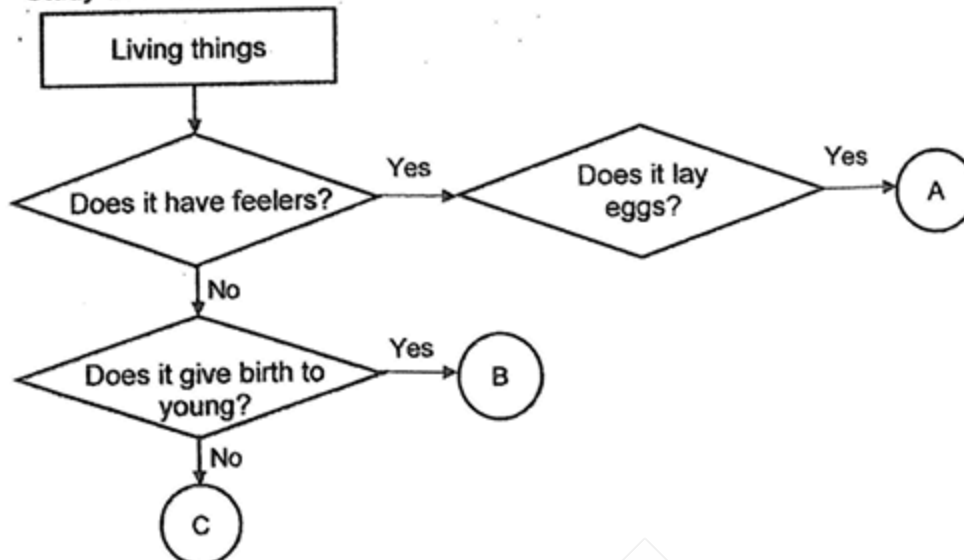 Living things
Does it have feelers?
Yes
Does it lay
eggs?
Yes
A
No
Does it give birth to
young?
Yes
B
No
C